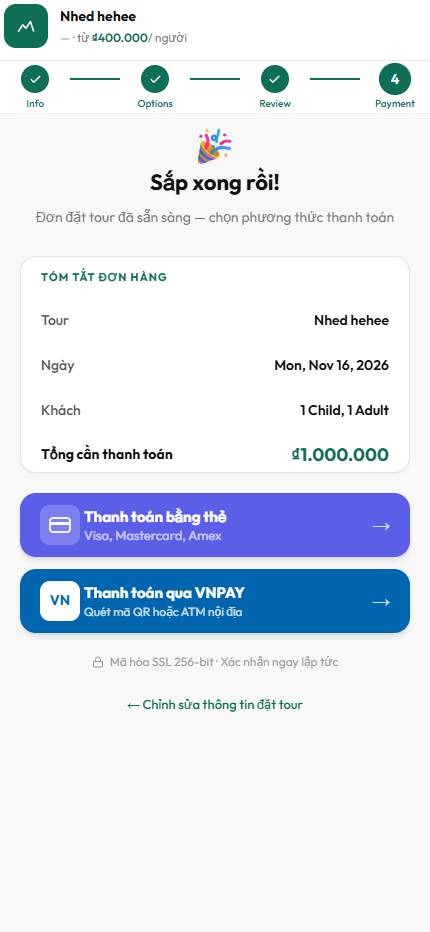 Nhed hehee
— · từ ₫400.000/ người
4
Info Options Review Payment
Sắp xong rồi!
Đơn đặt tour đã sẵn sàng — chọn phương thức thanh toán
TÓM TẮT ĐƠN HÀNG
Tour Nhed hehee
Ngày Mon, Nov 16, 2026
Khách 1 Child, 1 Adult
Tổng cần thanh toán ₫1.000.000
Thanh toán bằng thẻ
Visa, Mastercard, Amex
→
VN
Thanh toán qua VNPAY
Quét mã QR hoặc ATM nội địa
→
Mã hóa SSL 256-bit · Xác nhận ngay lập tức
← Chỉnh sửa thông tin đặt tour